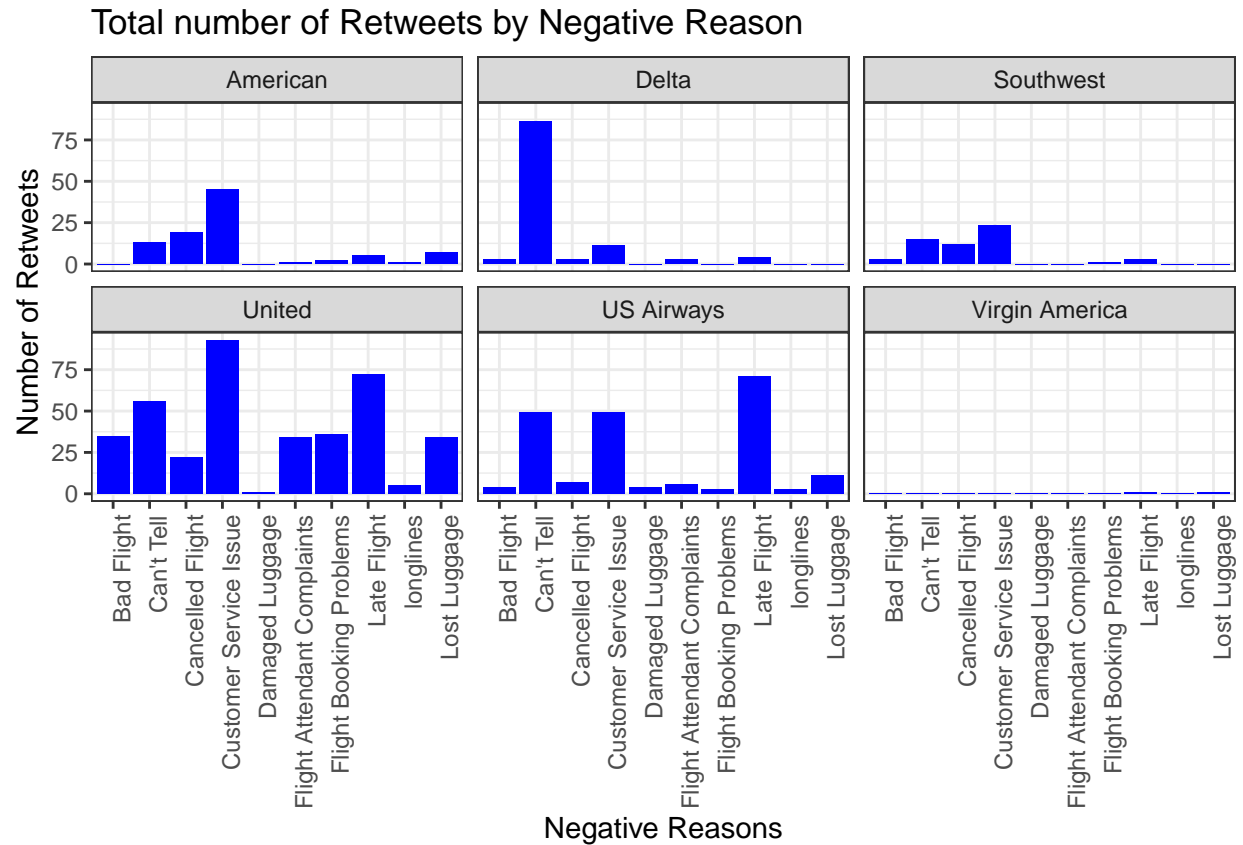 Total number of Retweets by Negative Reason
American
Delta
Southwest
75
50
25
0
United
US Airways
Virgin America
75
50
25
0
Number of Retweets
Bad Flight
Can't Tell
Cancelled Flight
Customer Service Issue
Damaged Luggage
Flight Attendant Complaints
Flight Booking Problems
Late Flight
longlines
Lost Luggage
Bad Flight
Can't Tell
Cancelled Flight
Customer Service Issue
Damaged Luggage
Flight Attendant Complaints
Flight Booking Problems
Late Flight
longlines
Lost Luggage
Bad Flight
Can't Tell
Cancelled Flight
Customer Service Issue
Damaged Luggage
Flight Attendant Complaints
Flight Booking Problems
Late Flight
longlines
Lost Luggage
Negative Reasons